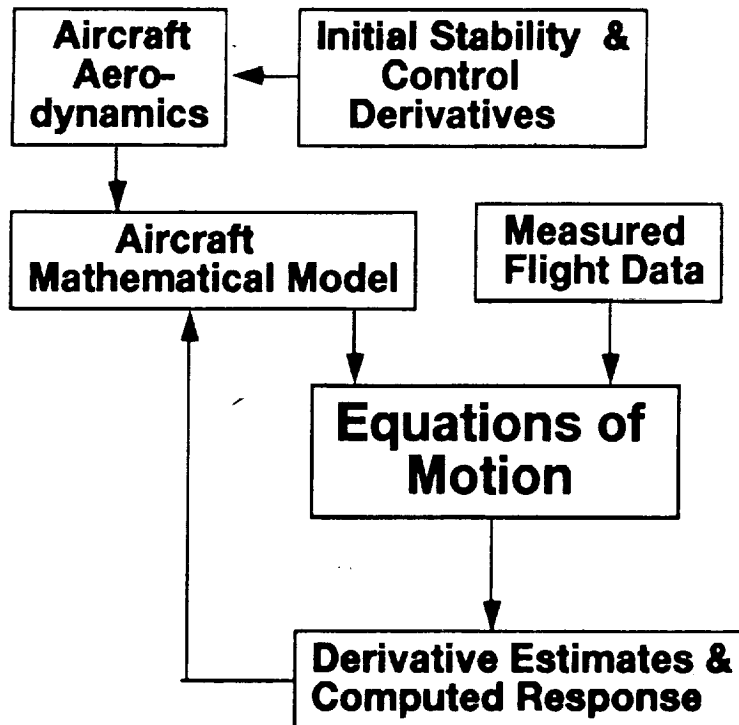 Aircraft
Aero-
dynamics
Initial Stability &
Control
Derivatives
Aircraft
Mathematical Model
Measured
Flight Data
Equations of
Motion
Derivative Estimates &
Computed Response